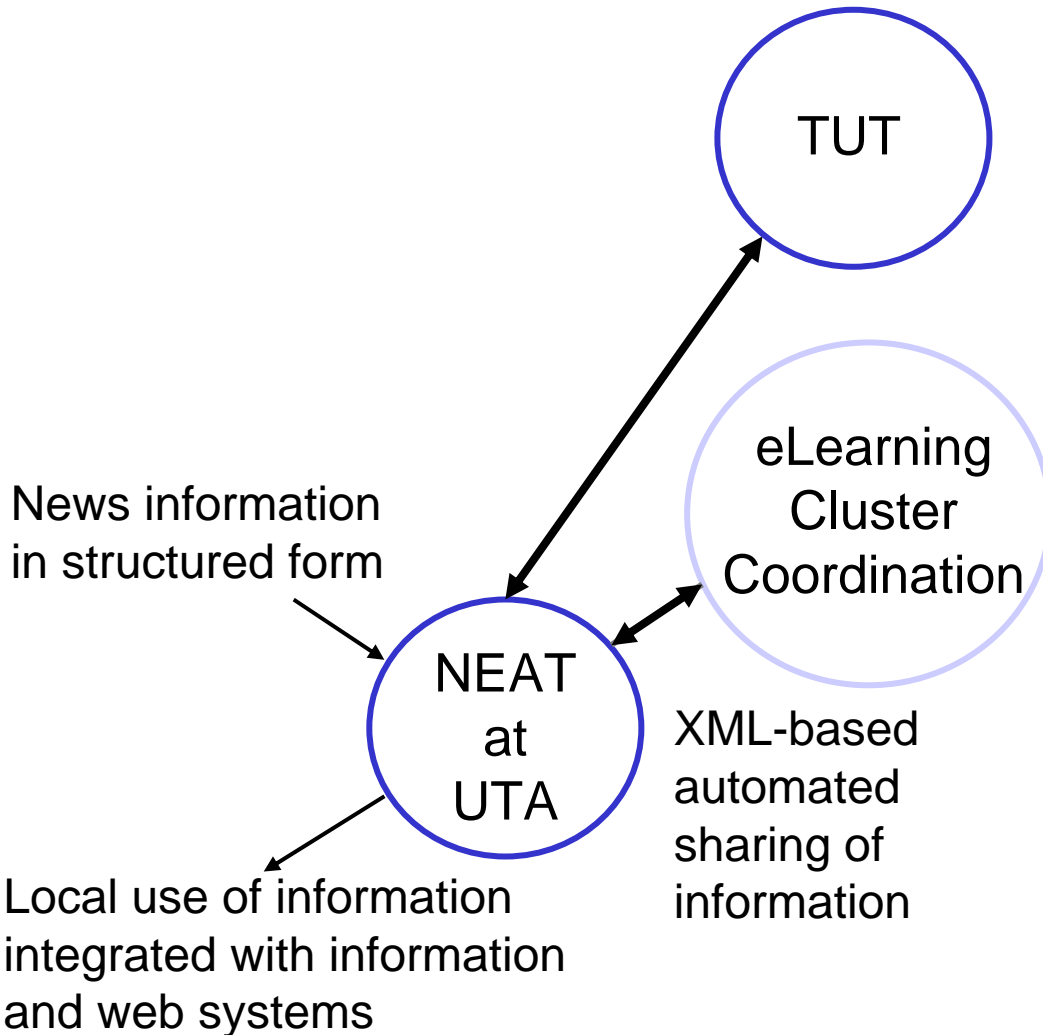 TUT
eLearning
Cluster
Coordination
News information
in structured form
NEAT
at
UTA
XML-based
automated
sharing of
information
Local use of information
integrated with information
and web systems